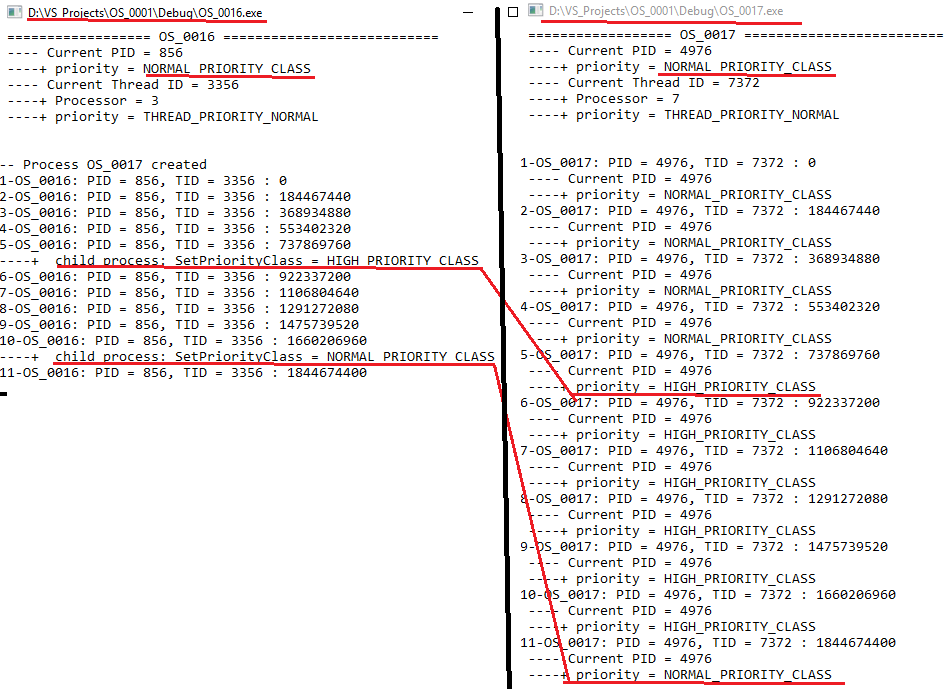 D:\VS_Projects\OS_0001\Debug\OS_0016.exe
================== OS_0016 ===========================
---- Current PID = 856
----+ priority = NORMAL_PRIORITY_CLASS
---- Current Thread ID = 3356
----+ Processor = 3
----+ priority = THREAD_PRIORITY_NORMAL
-- Process OS_0017 created
1-OS_0016: PID = 856, TID = 3356 : 0
2-OS_0016: PID = 856, TID = 3356 : 184467440
3-OS_0016: PID = 856, TID = 3356 : 368934880
4-OS_0016: PID = 856, TID = 3356 : 553402320
5-OS_0016: PID = 856, TID = 3356 : 737869760
----+  child process: SetPriorityClass = HIGH_PRIORITY_CLASS
6-OS_0016: PID = 856, TID = 3356 : 922337200
7-OS_0016: PID = 856, TID = 3356 : 1106804640
8-OS_0016: PID = 856, TID = 3356 : 1291272080
9-OS_0016: PID = 856, TID = 3356 : 1475739520
10-OS_0016: PID = 856, TID = 3356 : 1660206960
----+  child process: SetPriorityClass = NORMAL_PRIORITY_CLASS
11-OS_0016: PID = 856, TID = 3356 : 1844674400
D:\VS_Projects\OS_0001\Debug\OS_0017.exe
================== OS_0017 =========================
---- Current PID = 4976
----+ priority = NORMAL_PRIORITY_CLASS
---- Current Thread ID = 7372
----+ Processor = 7
----+ priority = THREAD_PRIORITY_NORMAL
1-OS_0017: PID = 4976, TID = 7372 : 0
---- Current PID = 4976
----+ priority = NORMAL_PRIORITY_CLASS
2-OS_0017: PID = 4976, TID = 7372 : 184467440
---- Current PID = 4976
----+ priority = NORMAL_PRIORITY_CLASS
3-OS_0017: PID = 4976, TID = 7372 : 368934880
---- Current PID = 4976
----+ priority = NORMAL_PRIORITY_CLASS
4-OS_0017: PID = 4976, TID = 7372 : 553402320
---- Current PID = 4976
----+ priority = NORMAL_PRIORITY_CLASS
5-OS_0017: PID = 4976, TID = 7372 : 737869760
---- Current PID = 4976
----+ priority = HIGH_PRIORITY_CLASS
6-OS_0017: PID = 4976, TID = 7372 : 922337200
---- Current PID = 4976
----+ priority = HIGH_PRIORITY_CLASS
7-OS_0017: PID = 4976, TID = 7372 : 1106804640
---- Current PID = 4976
----+ priority = HIGH_PRIORITY_CLASS
8-OS_0017: PID = 4976, TID = 7372 : 1291272080
---- Current PID = 4976
----+ priority = HIGH_PRIORITY_CLASS
9-OS_0017: PID = 4976, TID = 7372 : 1475739520
---- Current PID = 4976
----+ priority = HIGH_PRIORITY_CLASS
10-OS_0017: PID = 4976, TID = 7372 : 1660206960
---- Current PID = 4976
----+ priority = HIGH_PRIORITY_CLASS
11-OS_0017: PID = 4976, TID = 7372 : 1844674400
---- Current PID = 4976
----+ priority = NORMAL_PRIORITY_CLASS